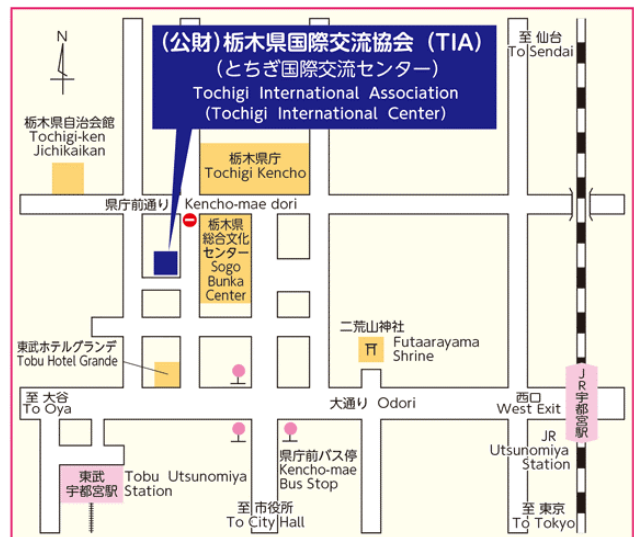 (公財)栃木県国際交流協会 (TIA)
(とちぎ国際交流センター)
Tochigi International Association
(Tochigi International Center)
至 仙台
To Sendai
N
栃木県自治会館
Tochigi-ken
Jichikaikan
栃木県庁
Tochigi Kencho
県庁前通り Kencho-mae dori
栃木県
総合文化
センター
Sogo
Bunka
Center
東武ホテルグランデ
Tobu Hotel Grande
二荒山神社
Futaarayama
Shrine
至 大谷
To Oya
大通り Odori
西口
West Exit
JR宇都宮駅
JR
Utsunomiya
Station
県庁前バス停
Kencho-mae
Bus Stop
東武
宇都宮駅
Tobu Utsunomiya
Station
至 市役所
To City Hall
至 東京
To Tokyo